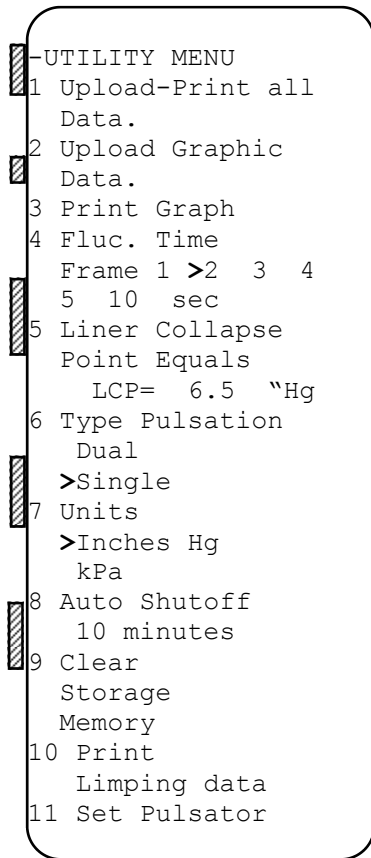 -UTILITY MENU
1 Upload-Print all
Data.
2 Upload Graphic
Data.
3 Print Graph
4 Fluc. Time
Frame 1 >2 3 4
5 10 sec
5 Liner Collapse
Point Equals
LCP= 6.5 “Hg
6 Type Pulsation
Dual
>Single
7 Units
>Inches Hg
kPa
8 Auto Shutoff
10 minutes
9 Clear
Storage
Memory
10 Print
Limping data
11 Set Pulsator